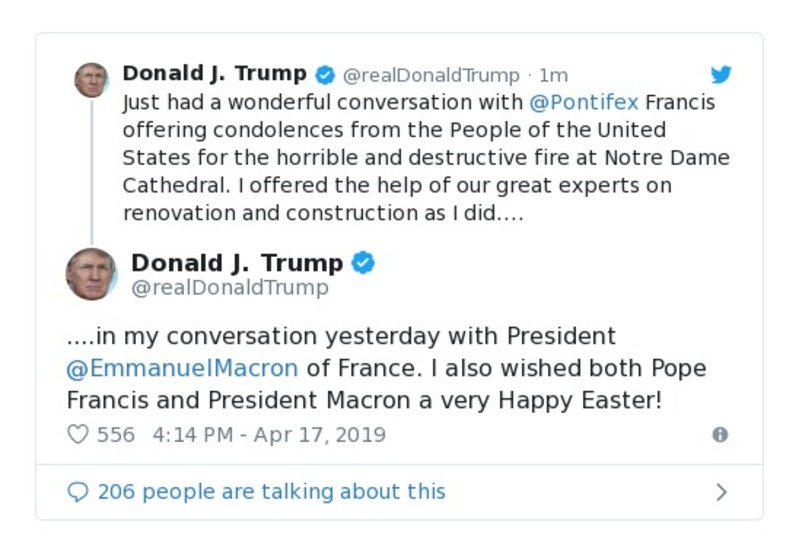 Donald J. Trump @realDonaldTrump · 1m
Just had a wonderful conversation with @Pontifex Francis
offering condolences from the People of the United
States for the horrible and destructive fire at Notre Dame
Cathedral. I offered the help of our great experts on
renovation and construction as I did....
Donald J. Trump
@realDonaldTrump
....in my conversation yesterday with President
@EmmanuelMacron of France. I also wished both Pope
Francis and President Macron a very Happy Easter!
556 4:14 PM - Apr 17, 2019
206 people are talking about this